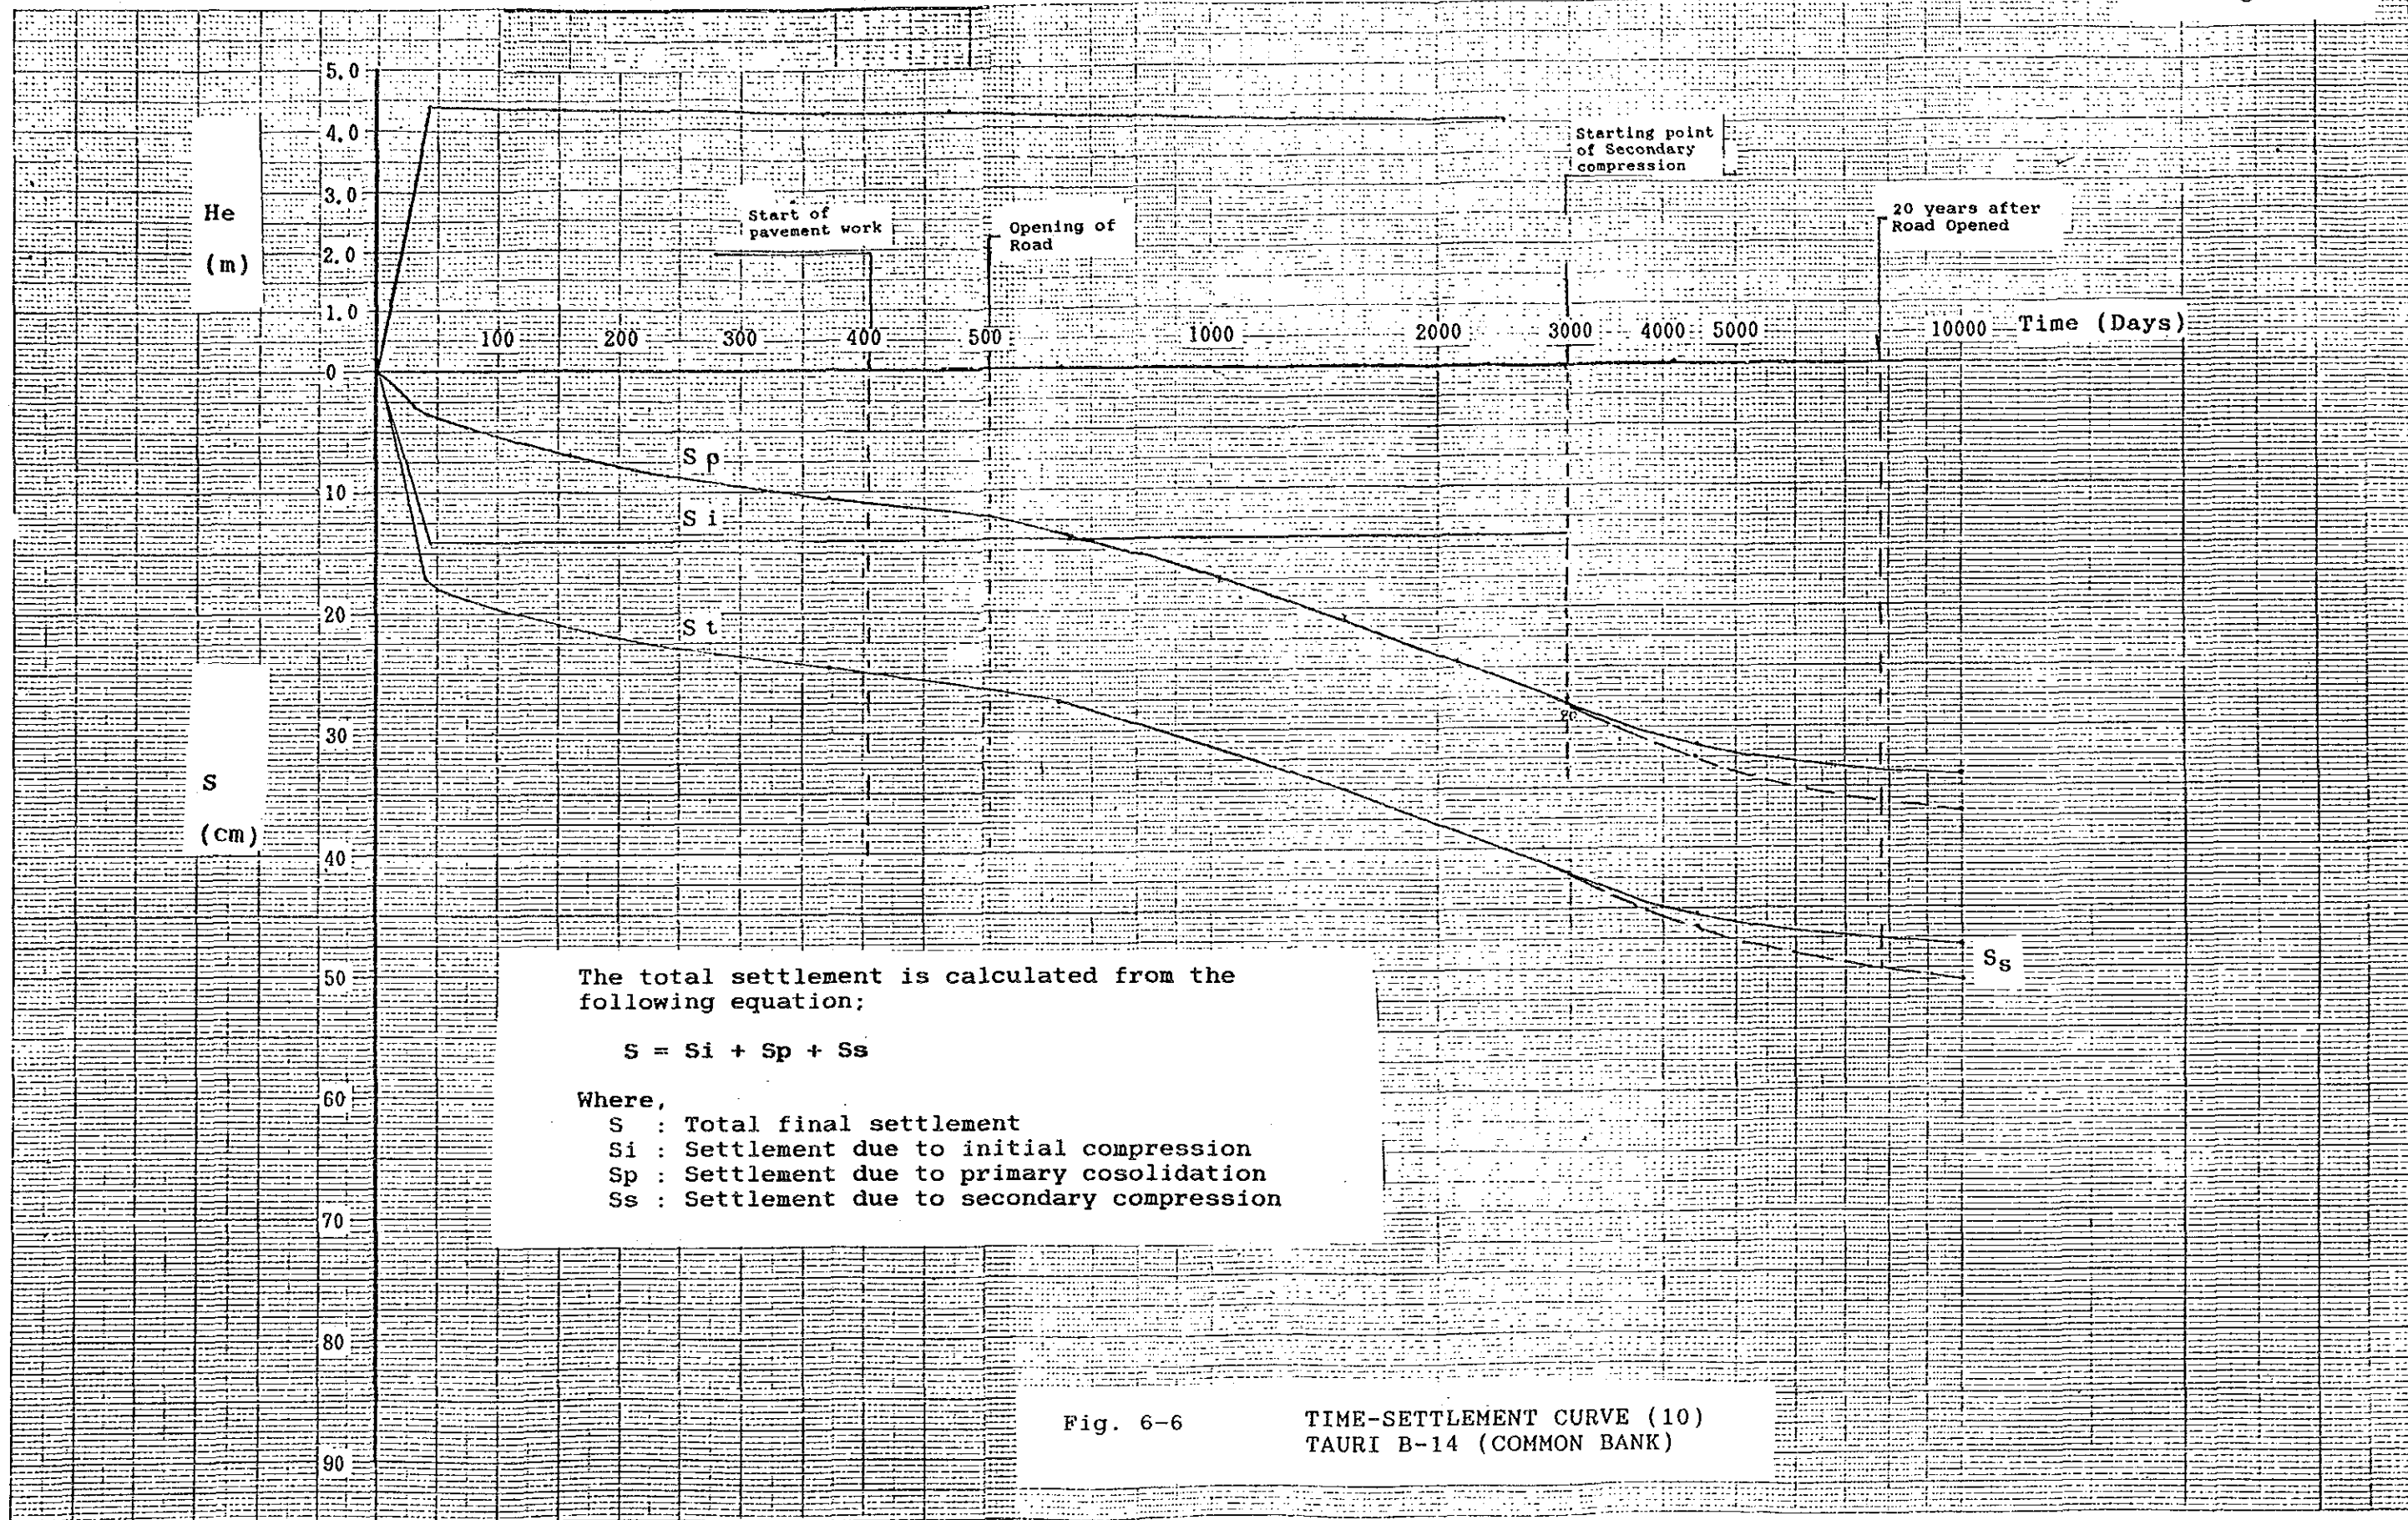 5.0
4.0
3.0
2.0
1.0
0
10
20
30
40
50
60
70
80
90
He
(m)
S
(cm)
Start of
pavement work
Opening of
Road
Starting point
of Secondary
compression
20 years after
Road Opened
100 200 300 400 500 1000 2000 3000 4000 5000 10000 Time (Days)
Sp
Si
St
Ss
The total settlement is calculated from the
following equation;
S = Si + Sp + Ss
Where,
S : Total final settlement
Si : Settlement due to initial compression
Sp : Settlement due to primary cosolidation
Ss : Settlement due to secondary compression
Fig. 6-6 TIME-SETTLEMENT CURVE (10)
TAURI B-14 (COMMON BANK)